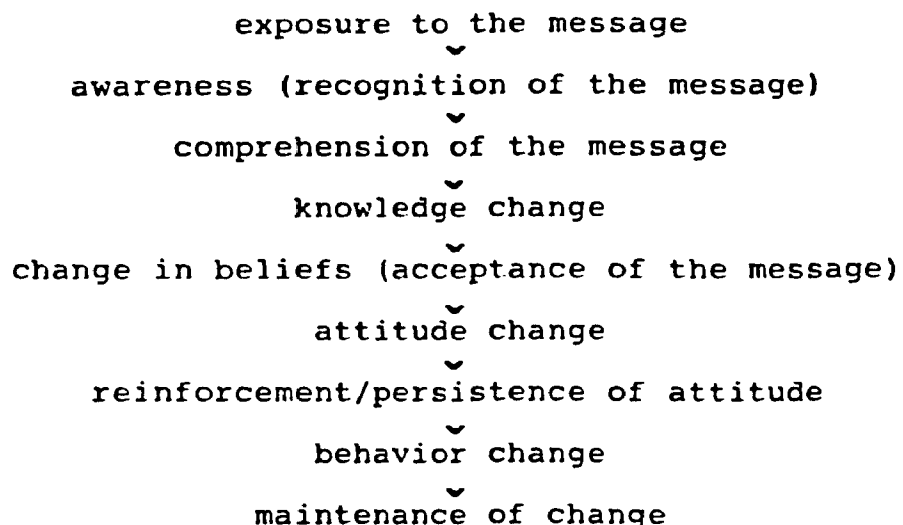 exposure to the message
awareness (recognition of the message)
comprehension of the message
knowledge change
change in beliefs (acceptance of the message)
attitude change
reinforcement/persistence of attitude
behavior change
maintenance of change